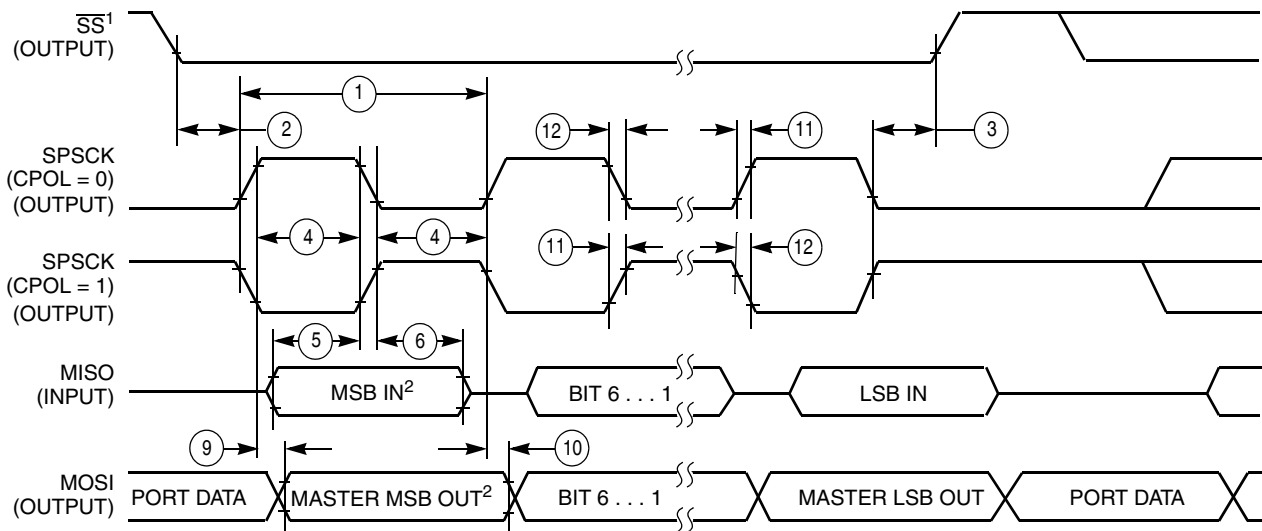 SS¹
(OUTPUT)
1
2
12
11
3
SPSCK
(CPOL = 0)
(OUTPUT)
4
4
SPSCK
(CPOL = 1)
(OUTPUT)
11
12
5
6
MISO
(INPUT)
MSB IN²
BIT 6 . . . 1
LSB IN
9
10
MOSI
(OUTPUT)
PORT DATA
MASTER MSB OUT²
BIT 6 . . . 1
MASTER LSB OUT
PORT DATA